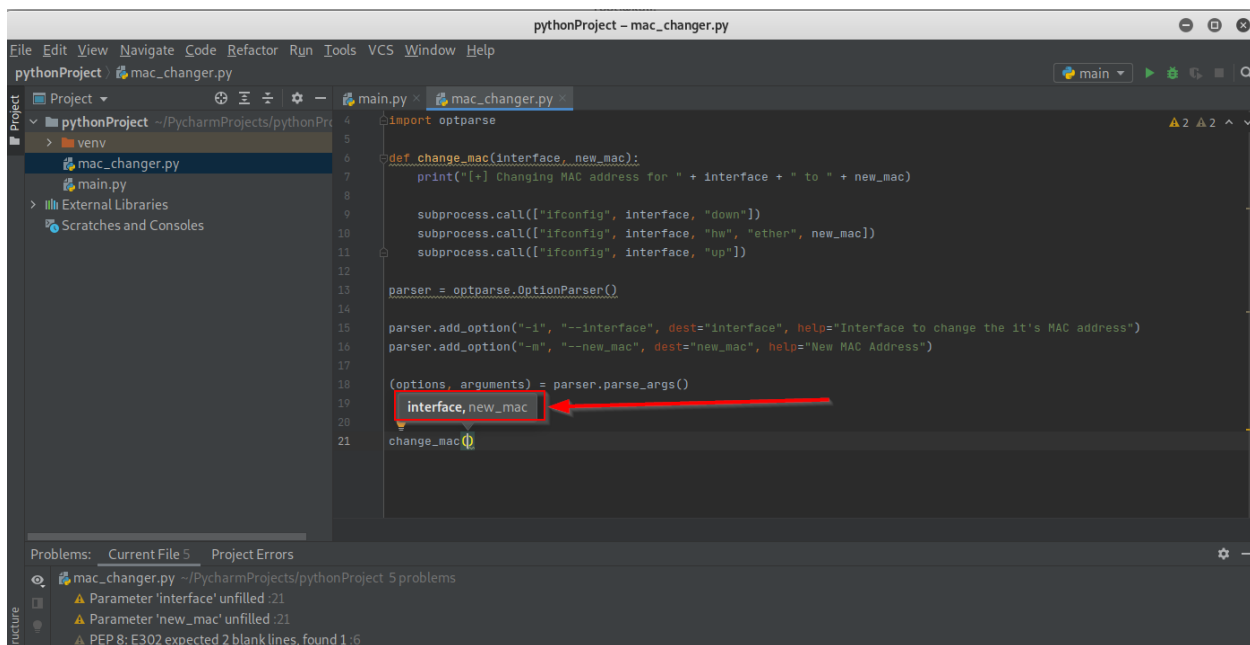 pythonProject – mac_changer.py
File Edit View Navigate Code Refactor Run Tools VCS Window Help
pythonProject mac_changer.py main
Project main.py mac_changer.py
pythonProject ~/PycharmProjects/pythonPr 4 import optparse 2 2
venv 5
6 def change_mac(interface, new_mac):
mac_changer.py 7 print("[+] Changing MAC address for " + interface + " to " + new_mac)
main.py 8
External Libraries 9 subprocess.call(["ifconfig", interface, "down"])
Scratches and Consoles 10 subprocess.call(["ifconfig", interface, "hw", "ether", new_mac])
11 subprocess.call(["ifconfig", interface, "up"])
12
13 parser = optparse.OptionParser()
14
15 parser.add_option("-i", "--interface", dest="interface", help="Interface to change the it's MAC address")
16 parser.add_option("-m", "--new_mac", dest="new_mac", help="New MAC Address")
17
18 (options, arguments) = parser.parse_args()
19 interface, new_mac
20
21 change_mac()
Problems: Current File 5 Project Errors
mac_changer.py ~/PycharmProjects/pythonProject 5 problems
Parameter 'interface' unfilled :21
Parameter 'new_mac' unfilled :21
PEP 8: E302 expected 2 blank lines, found 1 :6